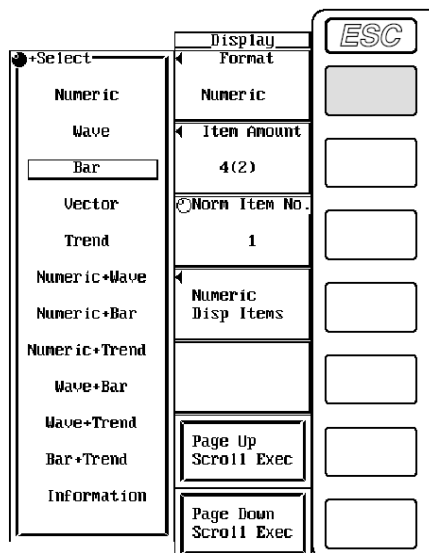 ESC
Display
+Select
Numeric
Wave
Bar
Vector
Trend
Numeric+Wave
Numeric+Bar
Numeric+Trend
Wave+Bar
Wave+Trend
Bar+Trend
Information
Format
Numeric
Item Amount
4(2)
Norm Item No.
1
Numeric
Disp Items
Page Up
Scroll Exec
Page Down
Scroll Exec